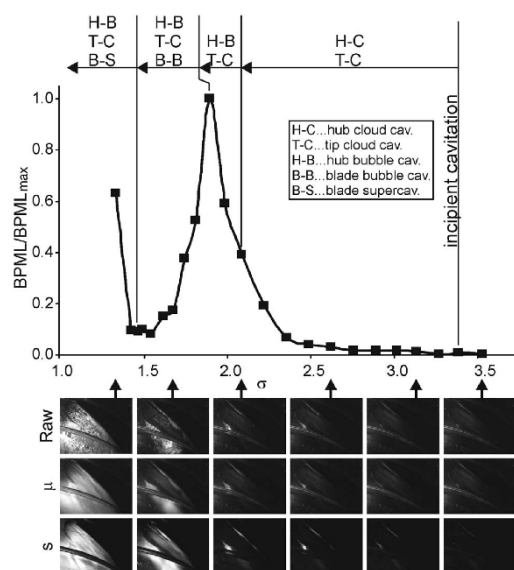 H-B
T-C
B-S
H-B
T-C
B-B
H-B
T-C
H-C
T-C
H-C...hub cloud cav.
T-C...tip cloud cav.
H-B...hub bubble cav.
B-B...blade bubble cav.
B-S...blade supercav.
incipient cavitation
BPML/BPMLmax
1.0
0.8
0.6
0.4
0.2
0.0
1.0 1.5 2.0 2.5 3.0 3.5
σ
Raw
μ
s